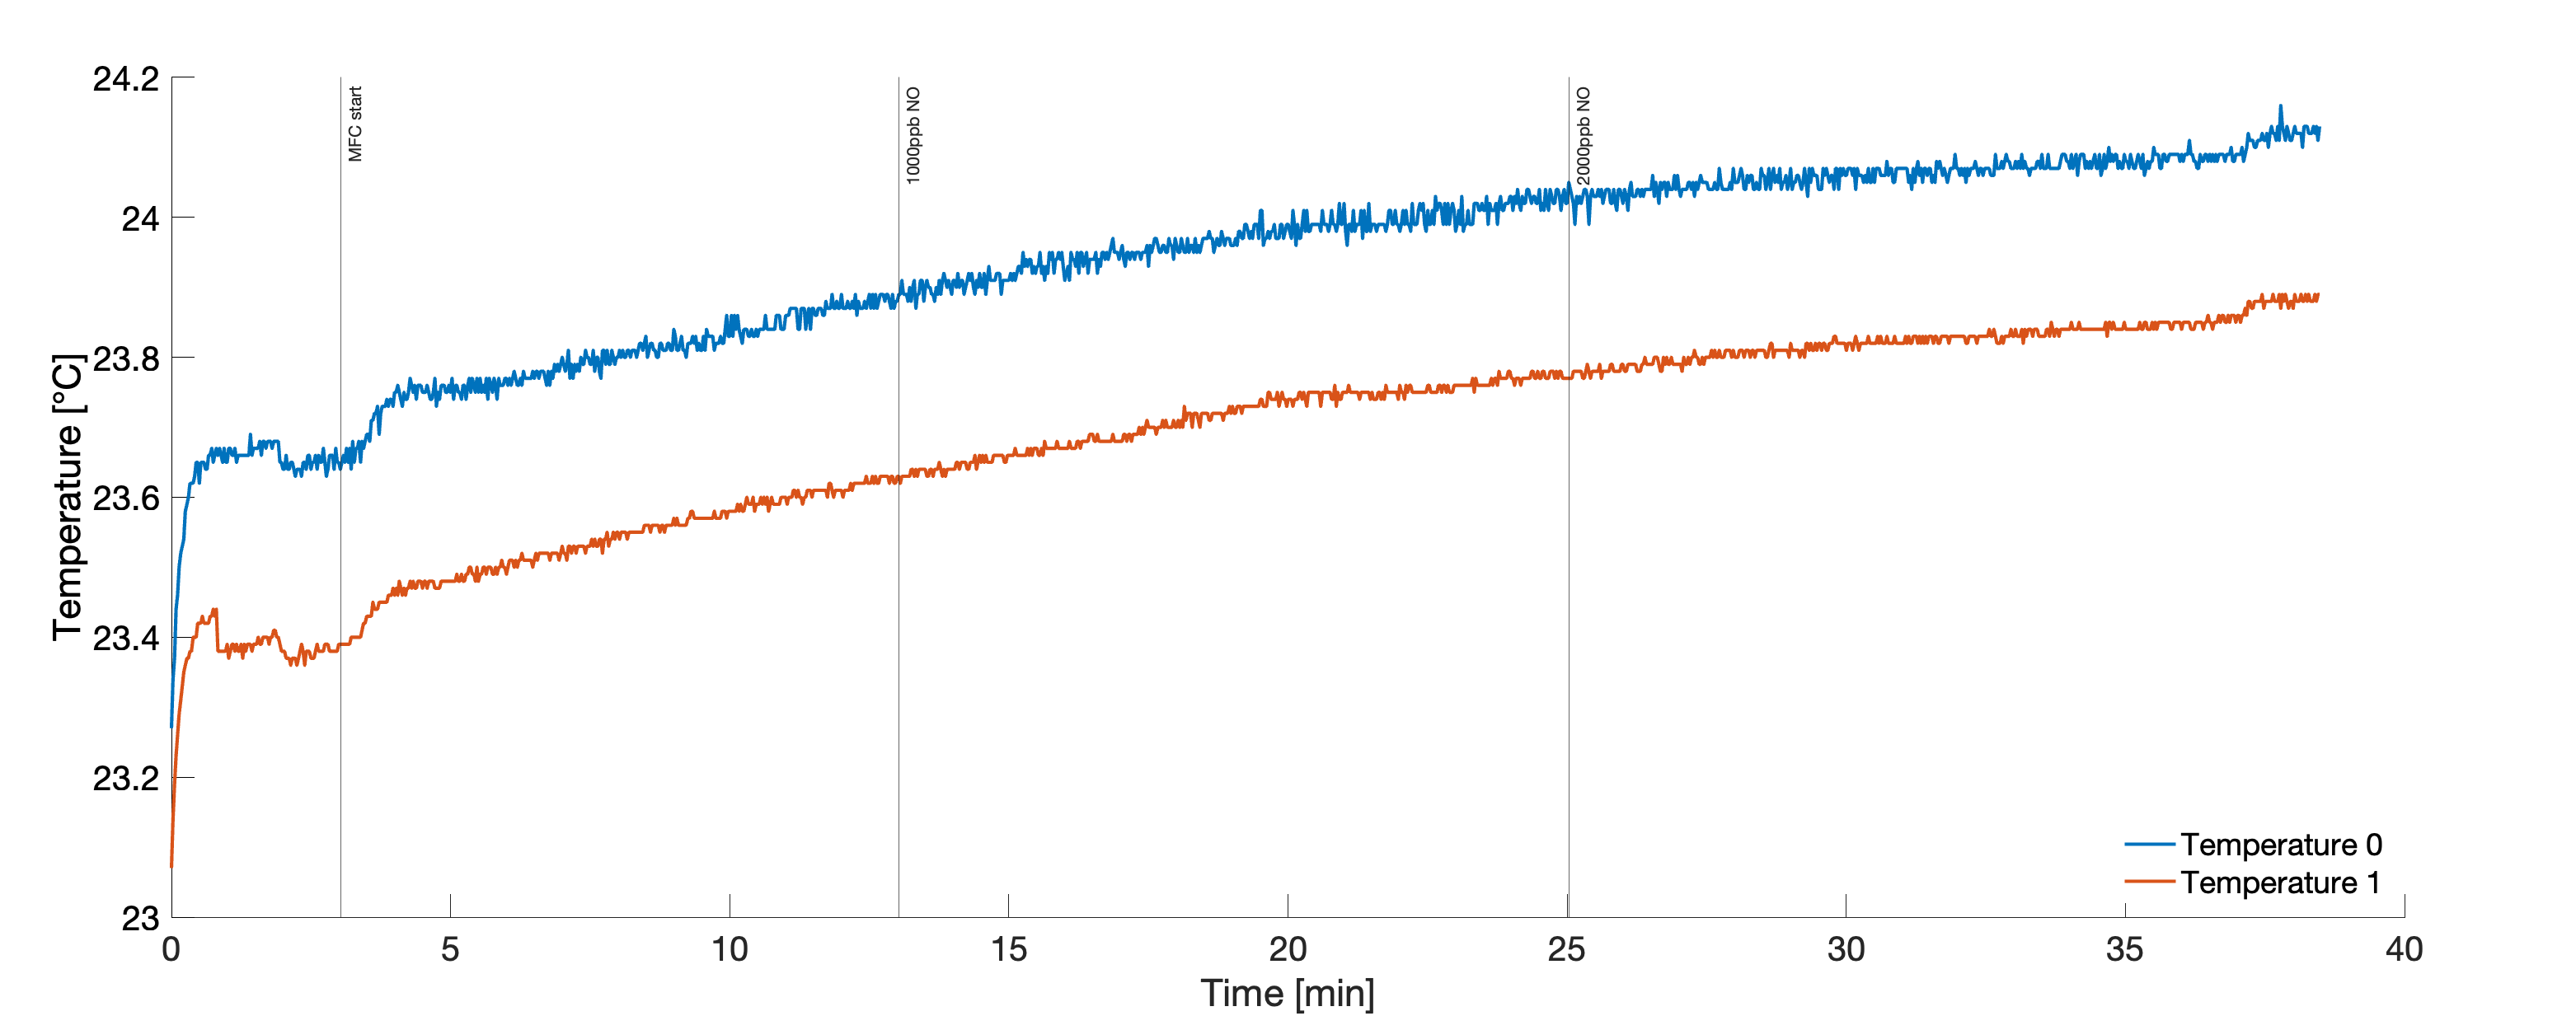 24.2
24
23.8
23.6
23.4
23.2
23
Temperature [°C]
MFC start
1000ppb NO
2000ppb NO
Temperature 0
Temperature 1
0 5 10 15 20 25 30 35 40
Time [min]